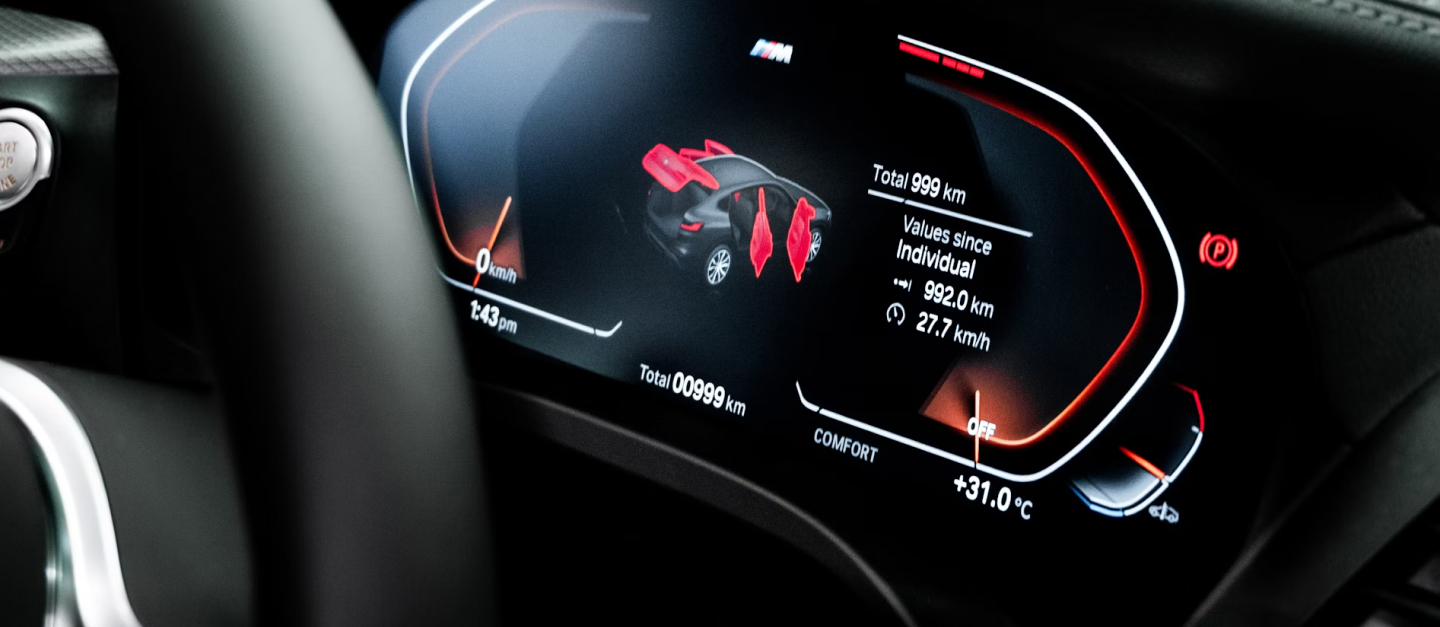 M
Total 999 km
Values since
Individual
992.0 km
27.7 km/h
0 km/h
1:43 pm
Total 00999 km
OFF
COMFORT
+31.0 °C
P